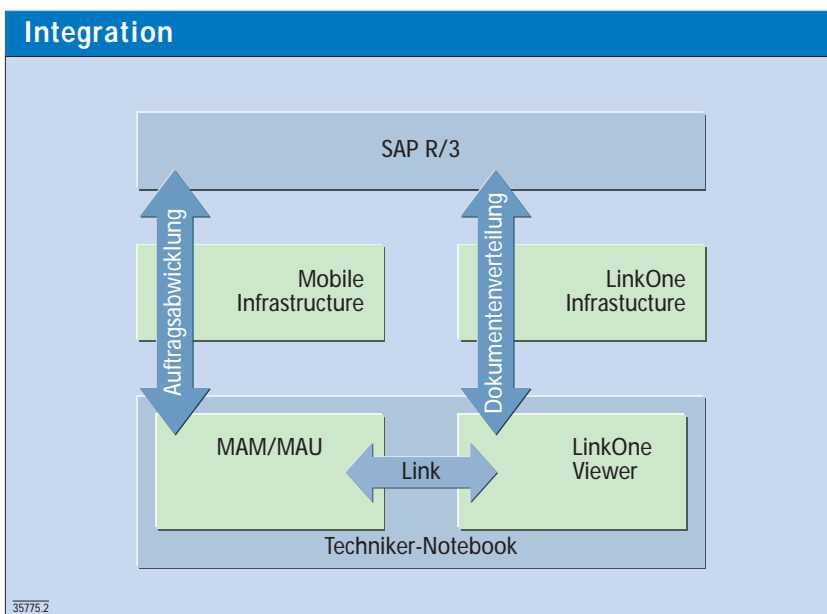 Integration
SAP R/3
Auftragsabwicklung
Dokumentenverteilung
Mobile
Infrastructure
LinkOne
Infrastucture
MAM/MAU
Link
LinkOne
Viewer
Techniker-Notebook
35775.2